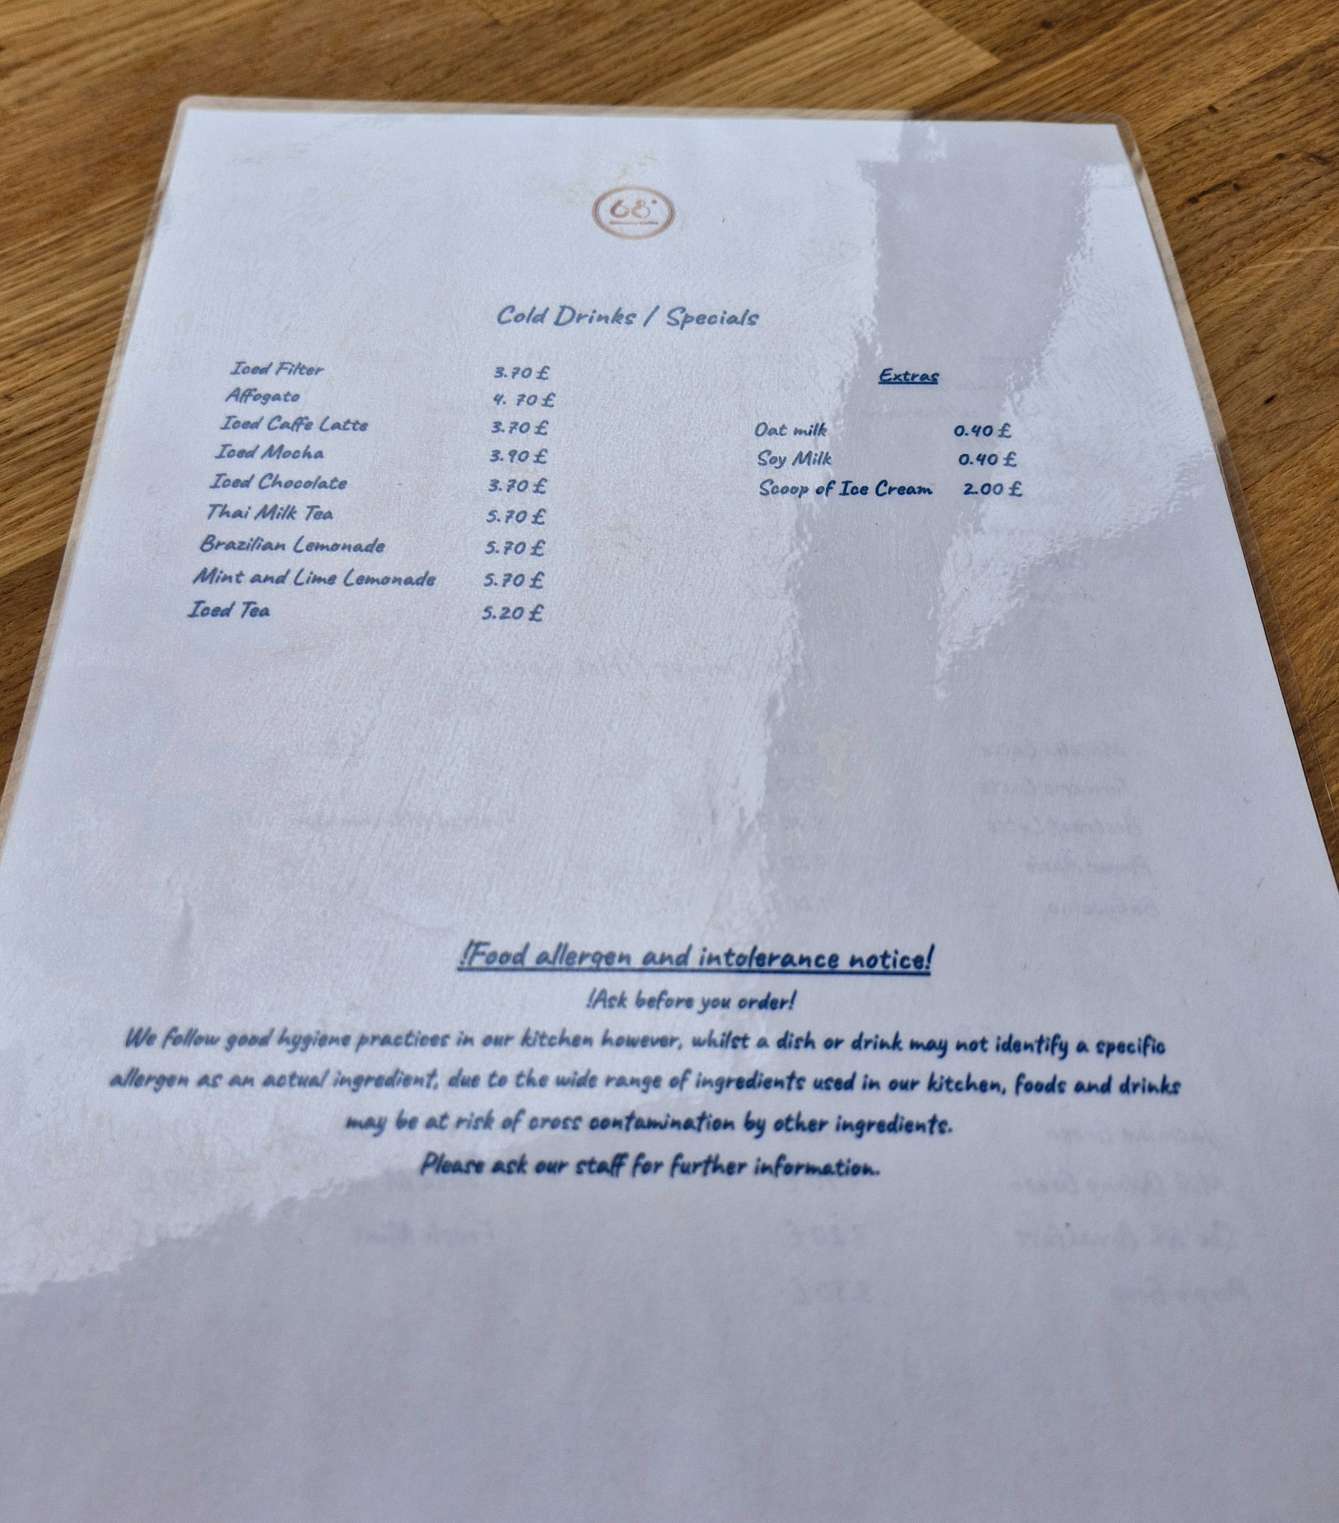 68°
Cold Drinks / Specials
Iced Filter 3.70 £
Affogato 4. 70 £
Iced Caffe Latte 3.70 £
Iced Mocha 3.90 £
Iced Chocolate 3.70 £
Thai Milk Tea 5.70 £
Brazilian Lemonade 5.70 £
Mint and Lime Lemonade 5.70 £
Iced Tea 5.20 £
Extras
Oat milk 0.40 £
Soy Milk 0.40 £
Scoop of Ice Cream 2.00 £
!Food allergen and intolerance notice!
!Ask before you order!
We follow good hygiene practices in our kitchen however, whilst a dish or drink may not identify a specific
allergen as an actual ingredient, due to the wide range of ingredients used in our kitchen, foods and drinks
may be at risk of cross contamination by other ingredients.
Please ask our staff for further information.